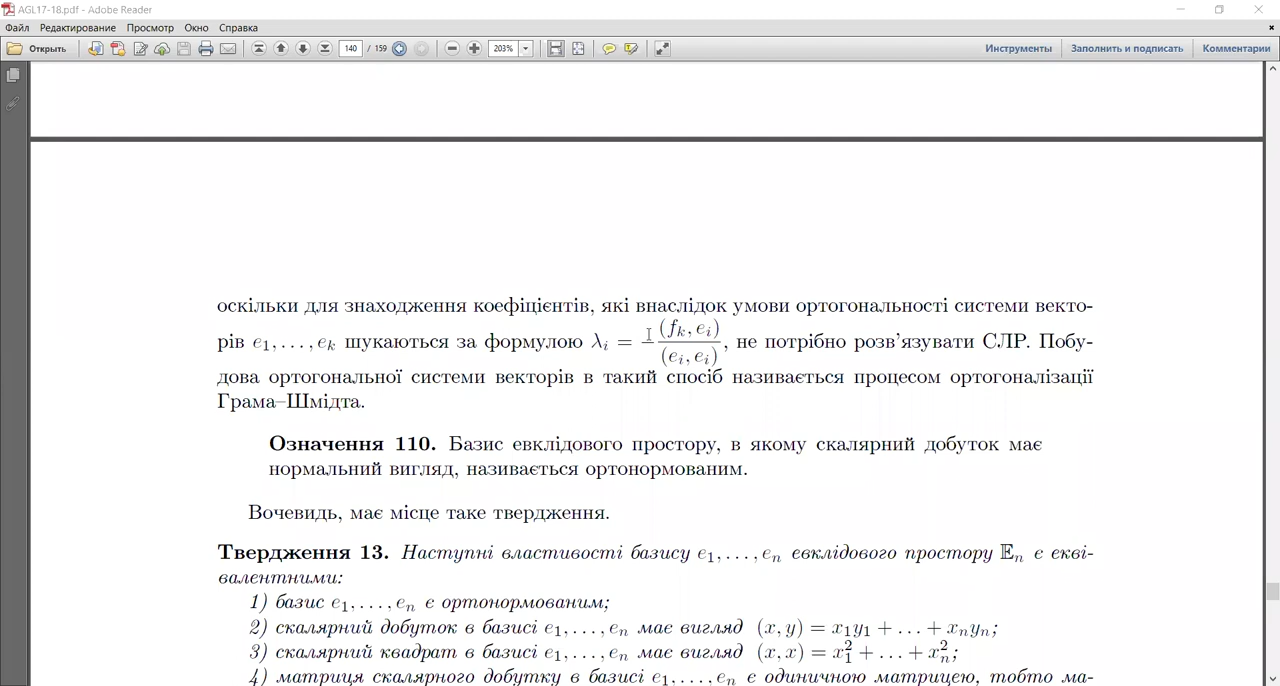 AGL17-18.pdf - Adobe Reader
Файл Редактирование Просмотр Окно Справка
Открыть 140 / 159 203% Инструменты Заполнить и подписать Комментарии
оскільки для знаходження коефіцієнтів, які внаслідок умови ортогональності системи векто-
рів e₁, . . . , eₖ шукаються за формулою λᵢ = −(fₖ, eᵢ)/(eᵢ, eᵢ), не потрібно розв'язувати СЛР. Побу-
дова ортогональної системи векторів в такий спосіб називається процесом ортогоналізації
Грама–Шмідта.
Означення 110. Базис евклідового простору, в якому скалярний добуток має
нормальний вигляд, називається ортонормованим.
Вочевидь, має місце таке твердження.
Твердження 13. Наступні властивості базису e₁, . . . , eₙ евклідового простору 𝔼ₙ є екві-
валентними:
1) базис e₁, . . . , eₙ є ортонормованим;
2) скалярний добуток в базисі e₁, . . . , eₙ має вигляд (x, y) = x₁y₁ + . . . + xₙyₙ;
3) скалярний квадрат в базисі e₁, . . . , eₙ має вигляд (x, x) = x₁² + . . . + xₙ²;
4) матриця скалярного добутку в базисі e₁, . . . , eₙ є одиничною матрицею, тобто ма-